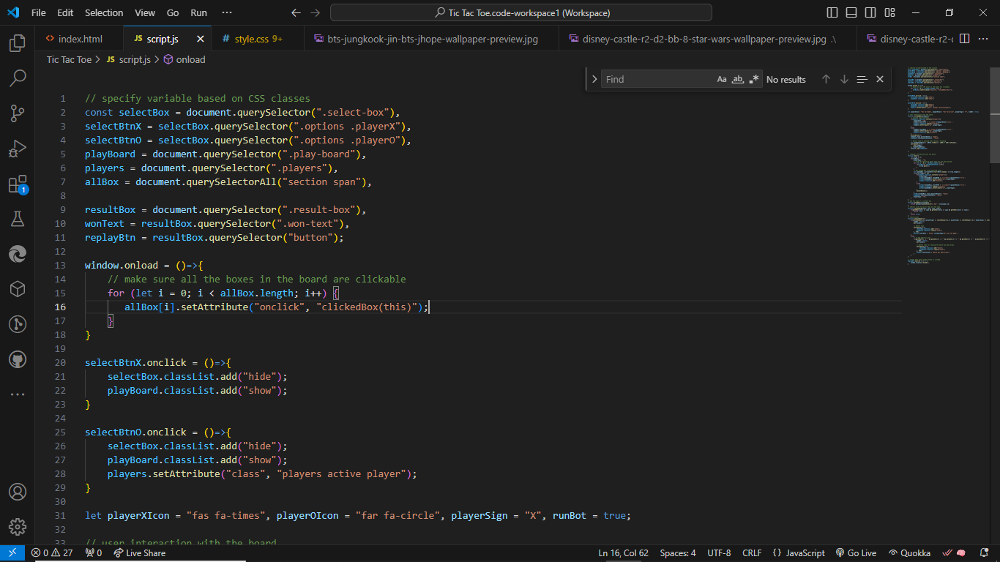 File Edit Selection View Go Run ··· Tic Tac Toe.code-workspace1 (Workspace)
<> index.html JS script.js # style.css 9+ bts-jungkook-jin-bts-jhope-wallpaper-preview.jpg disney-castle-r2-d2-bb-8-star-wars-wallpaper-preview.jpg .\ disney-castle-r2-d
Tic Tac Toe > JS script.js > onload
Find Aa ab No results
1 // specify variable based on CSS classes
2 const selectBox = document.querySelector(".select-box"),
3 selectBtnX = selectBox.querySelector(".options .playerX"),
4 selectBtnO = selectBox.querySelector(".options .playerO"),
5 playBoard = document.querySelector(".play-board"),
6 players = document.querySelector(".players"),
7 allBox = document.querySelectorAll("section span"),
8
9 resultBox = document.querySelector(".result-box"),
10 wonText = resultBox.querySelector(".won-text"),
11 replayBtn = resultBox.querySelector("button");
12
13 window.onload = ()=>{
14 // make sure all the boxes in the board are clickable
15 for (let i = 0; i < allBox.length; i++) {
16 allBox[i].setAttribute("onclick", "clickedBox(this)");
17 }
18 }
19
20 selectBtnX.onclick = ()=>{
21 selectBox.classList.add("hide");
22 playBoard.classList.add("show");
23 }
24
25 selectBtnO.onclick = ()=>{
26 selectBox.classList.add("hide");
27 playBoard.classList.add("show");
28 players.setAttribute("class", "players active player");
29 }
30
31 let playerXIcon = "fas fa-times", playerOIcon = "far fa-circle", playerSign = "X", runBot = true;
32
33 // user interaction with the board
1
0 27 0 Live Share Ln 16, Col 62 Spaces: 4 UTF-8 CRLF {} JavaScript Go Live Quokka